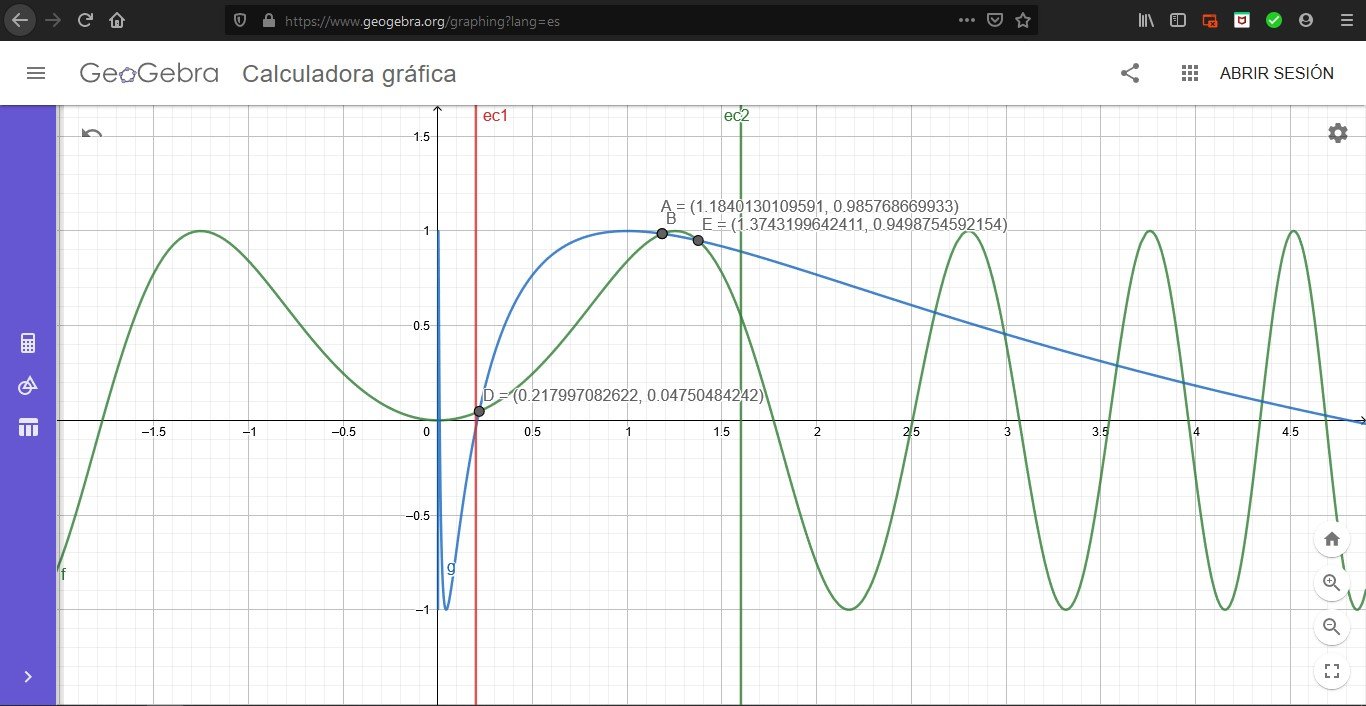 https://www.geogebra.org/graphing?lang=es
GeoGebra Calculadora gráfica ABRIR SESIÓN
ec1
ec2
1.5
A = (1.1840130109591, 0.985768669933)
B
E = (1.3743199642411, 0.9498754592154)
1
0.5
D = (0.217997082622, 0.04750484242)
–1.5 –1 –0.5 0 0.5 1 1.5 2 2.5 3 3.5 4 4.5
–0.5
g
f
–1